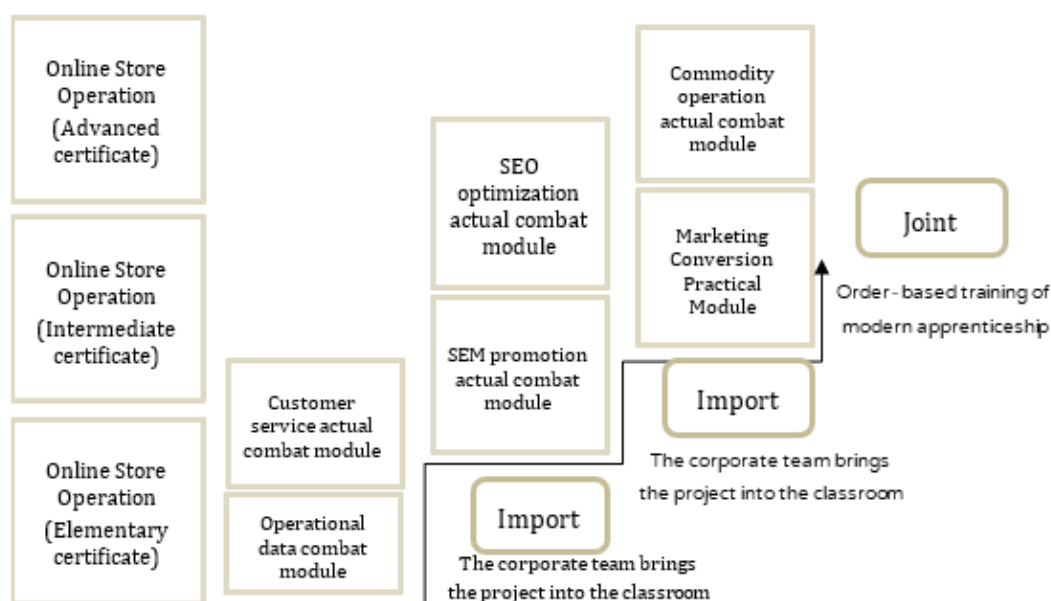 Online Store
Operation
(Advanced
certificate)
Online Store
Operation
(Intermediate
certificate)
Online Store
Operation
(Elementary
certificate)
Customer
service actual
combat module
Operational
data combat
module
SEO
optimization
actual combat
module
SEM promotion
actual combat
module
Commodity
operation
actual combat
module
Marketing
Conversion
Practical
Module
Joint
Order-based training of
modern apprenticeship
Import
The corporate team brings
the project into the classroom
Import
The corporate team brings
the project into the classroom